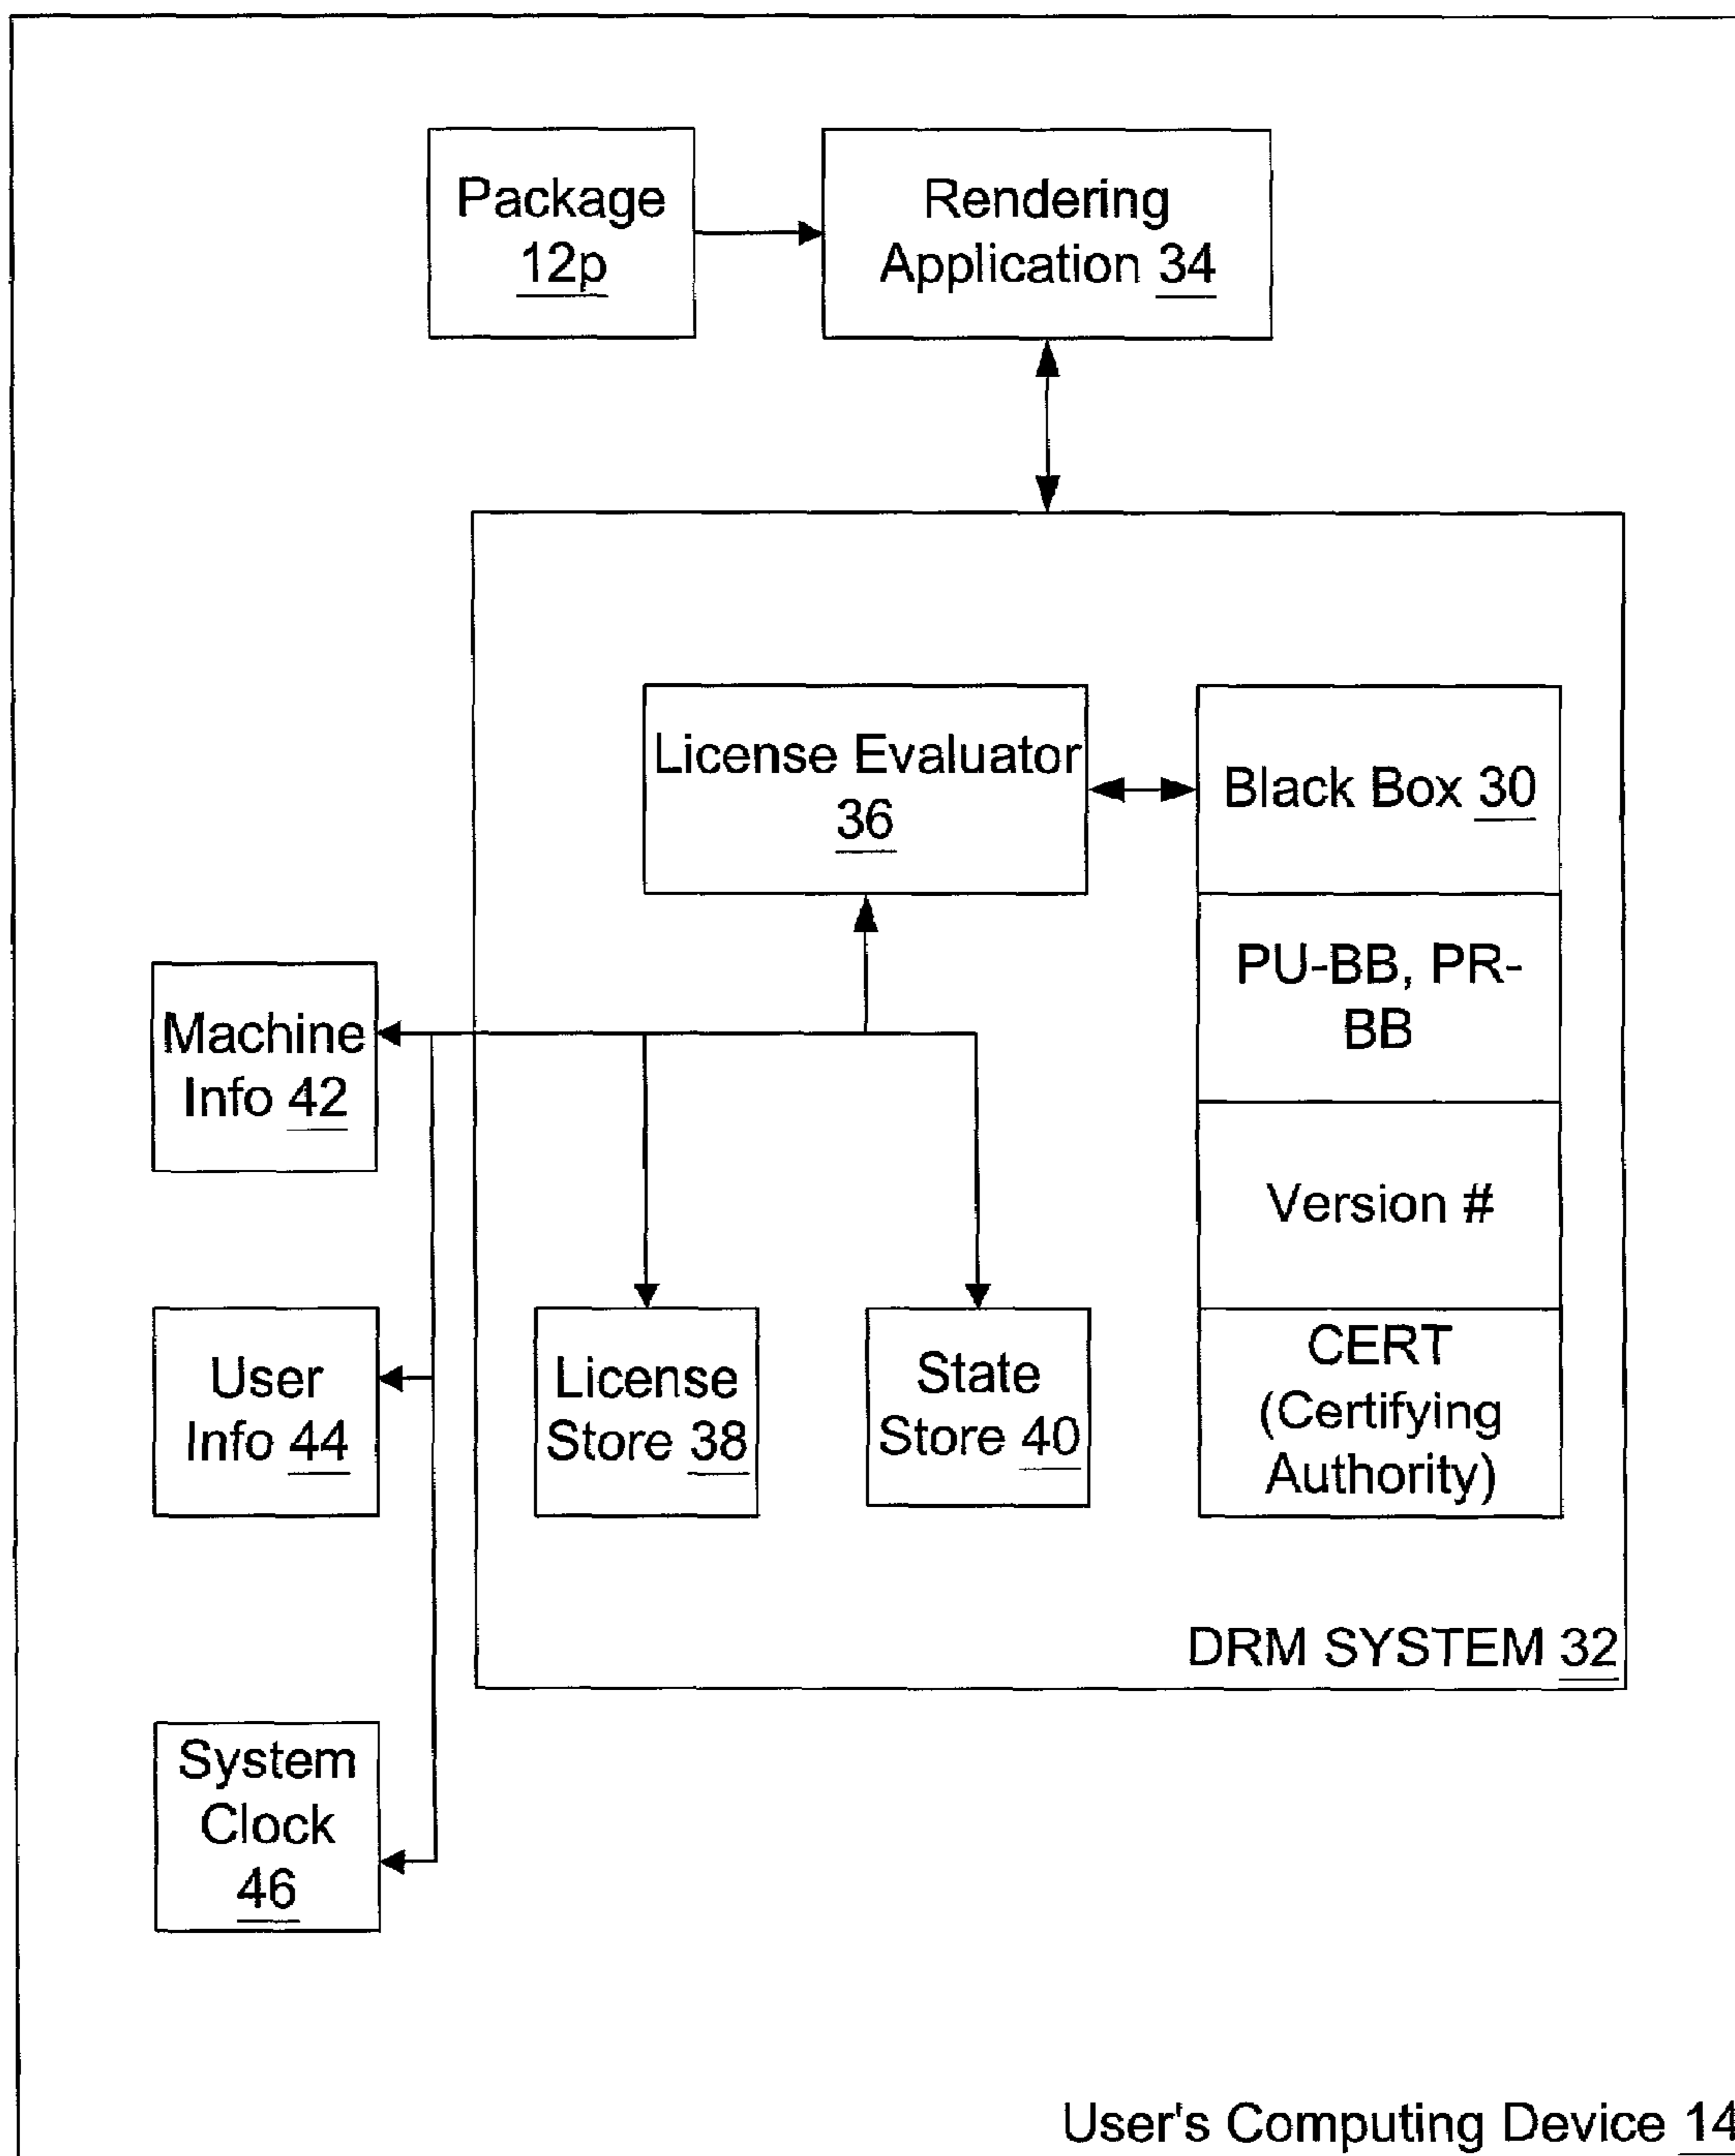 Package
12p
Rendering
Application 34
License Evaluator
36
Black Box 30
PU-BB, PR-
BB
Machine
Info 42
Version #
User
Info 44
License
Store 38
State
Store 40
CERT
(Certifying
Authority)
DRM SYSTEM 32
System
Clock
46
User's Computing Device 14